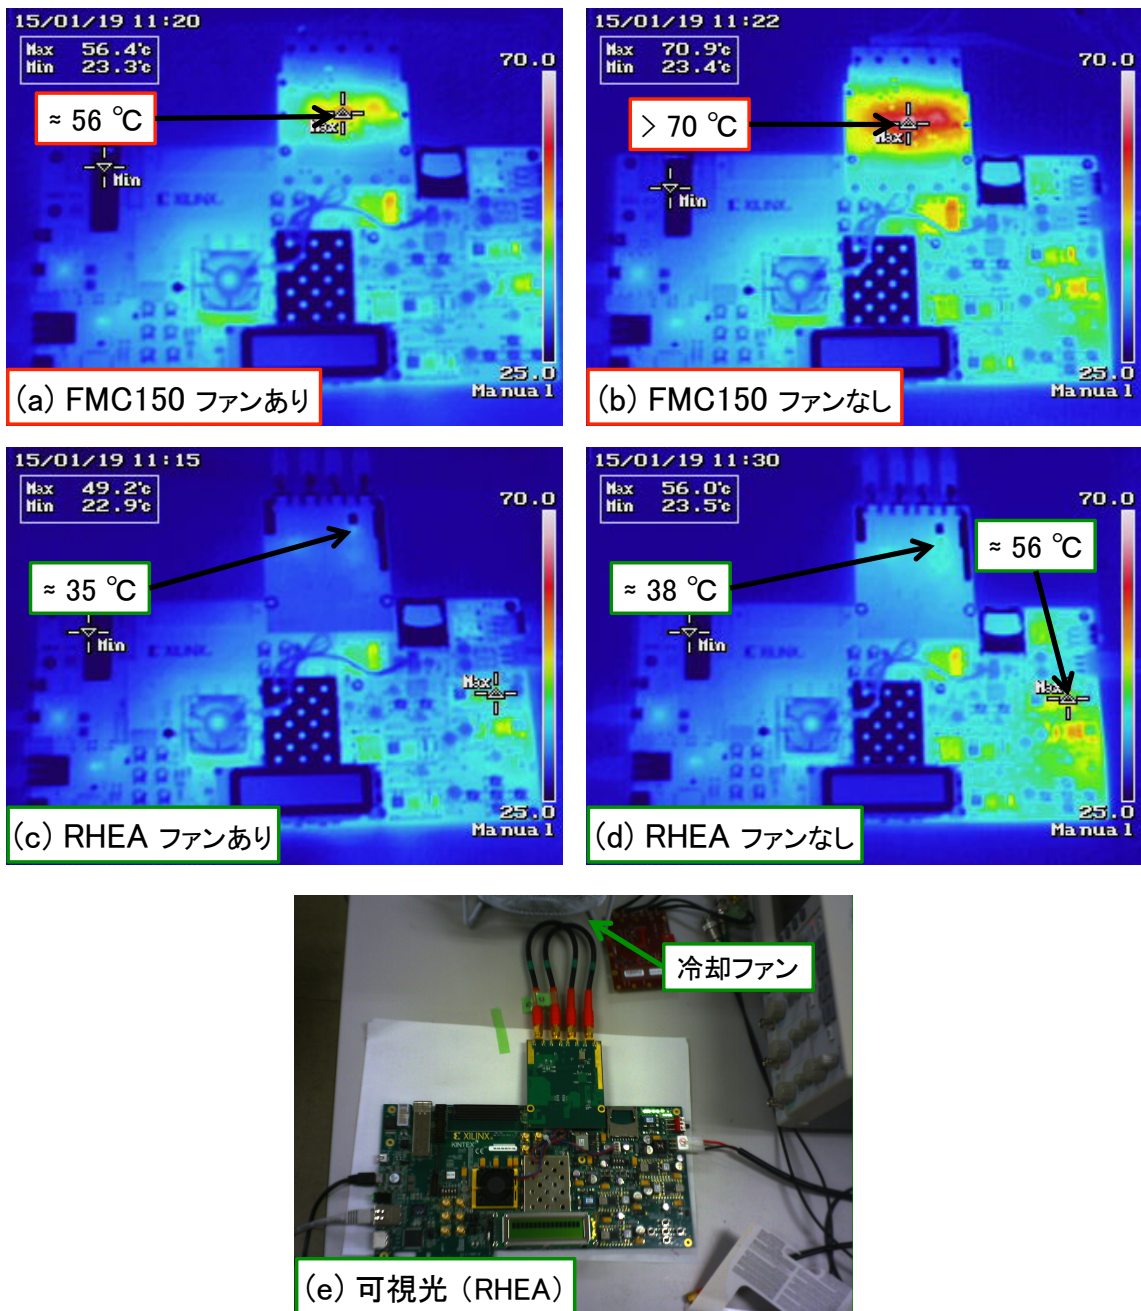 15/01/19 11:20
Max 56.4℃
Min 23.3℃
70.0
≈ 56 ℃
Max
Min
XILINX
25.0
Manual
(a) FMC150 ファンあり
15/01/19 11:22
Max 70.9℃
Min 23.4℃
70.0
> 70 ℃
Max
Min
XILINX
25.0
Manual
(b) FMC150 ファンなし
15/01/19 11:15
Max 49.2℃
Min 22.9℃
70.0
≈ 35 ℃
Min
XILINX
Max
25.0
Manual
(c) RHEA ファンあり
15/01/19 11:30
Max 56.0℃
Min 23.5℃
70.0
≈ 56 ℃
≈ 38 ℃
Min
XILINX
Max
25.0
Manual
(d) RHEA ファンなし
冷却ファン
XILINX
KINTEX
(e) 可視光 (RHEA)